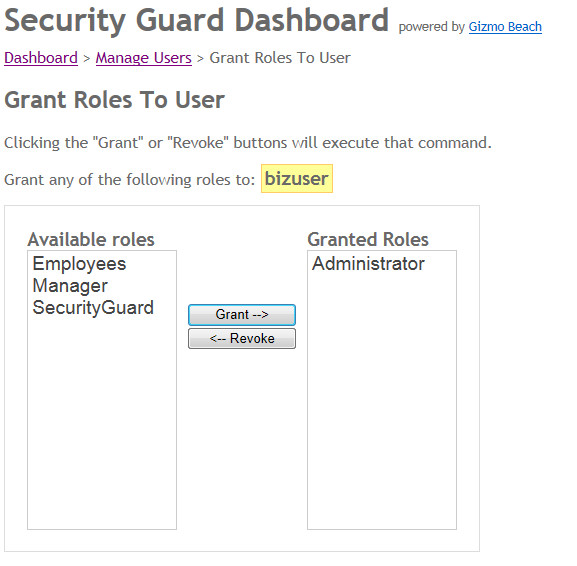 Security Guard Dashboard powered by Gizmo Beach
Dashboard > Manage Users > Grant Roles To User
Grant Roles To User
Clicking the "Grant" or "Revoke" buttons will execute that command.
Grant any of the following roles to: bizuser
Available roles
Employees
Manager
SecurityGuard
Grant -->
<-- Revoke
Granted Roles
Administrator